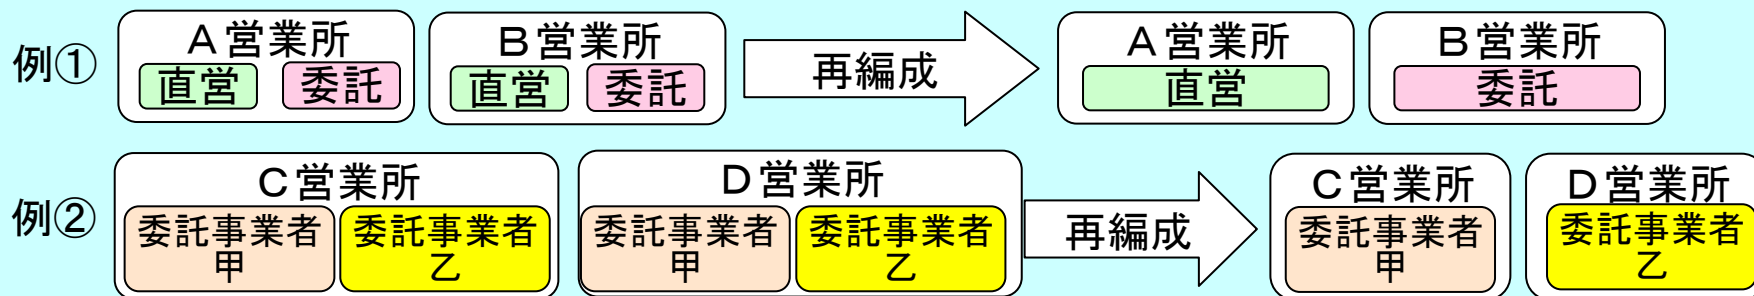 例①
A営業所
直営 委託
B営業所
直営 委託
再編成
A営業所
直営
B営業所
委託
例②
C営業所
委託事業者
甲
委託事業者
乙
D営業所
委託事業者
甲
委託事業者
乙
再編成
C営業所
委託事業者
甲
D営業所
委託事業者
乙